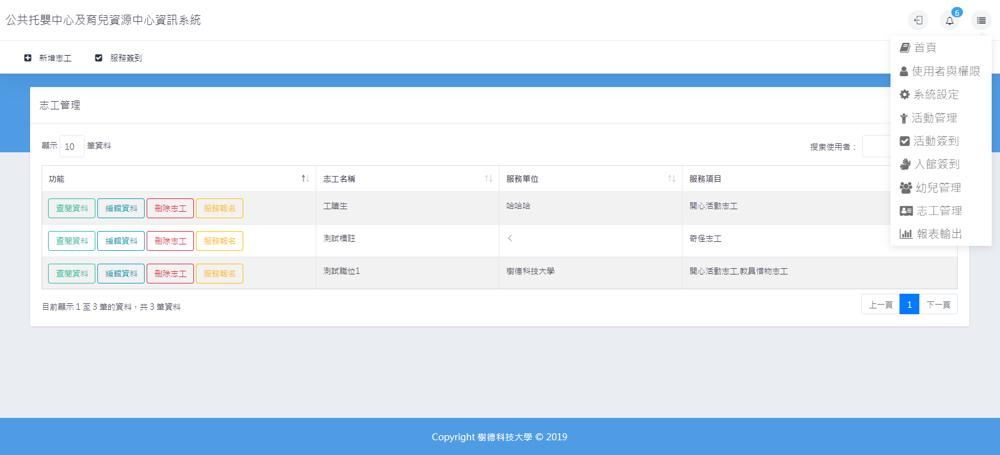 公共托嬰中心及育兒資源中心資訊系統
6
新增志工 服務簽到
首頁
使用者與權限
系統設定
活動管理
活動簽到
入館簽到
幼兒管理
志工管理
報表輸出
志工管理
顯示 10 筆資料 搜索使用者：
功能 志工名稱 服務單位 服務項目
查閱資料 編輯資料 刪除志工 服務報名 工讀生 哈哈哈 開心活動志工
查閱資料 編輯資料 刪除志工 服務報名 測試標註 ㄑ 奇怪志工
查閱資料 編輯資料 刪除志工 服務報名 測試職位1 樹德科技大學 開心活動志工,教具借物志工
目前顯示 1 至 3 筆的資料，共 3 筆資料 上一頁 1 下一頁
Copyright 樹德科技大學 © 2019